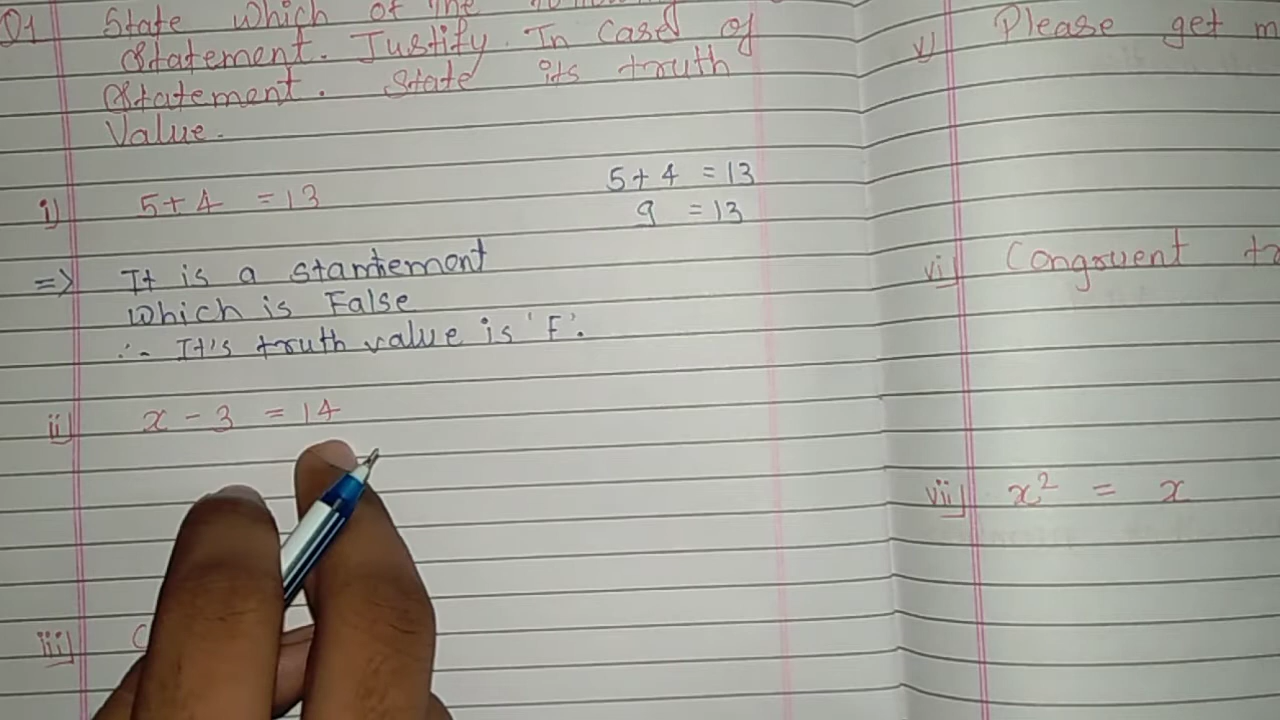 Q1 State which of the
Statement. Justify. In Case of
Statement. State its truth
Value.
i) 5+4 =13
5+4 =13
9 =13
=> It is a stamtement
which is False
∴ It's truth value is 'F'.
ii) x - 3 = 14
iii)
v) Please get
vi) Congruent
vii) x² = x